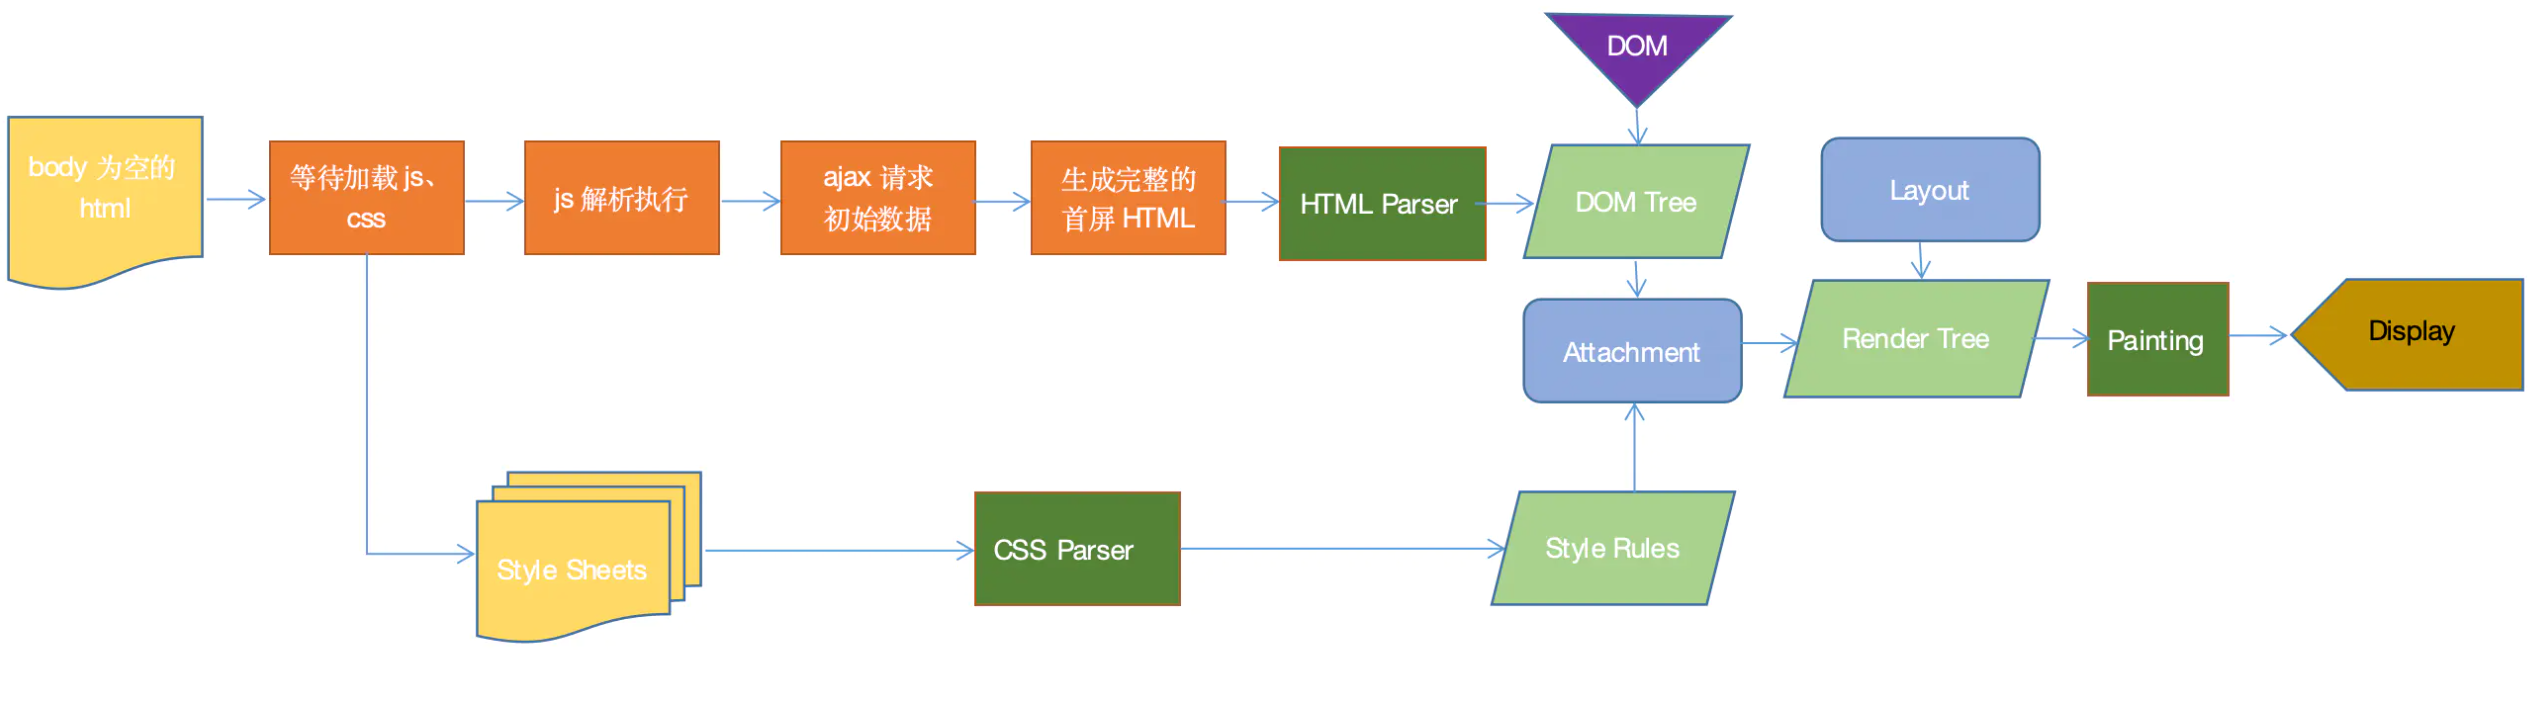 DOM
body 为空的
html
等待加载 js、
css
js 解析执行
ajax 请求
初始数据
生成完整的
首屏 HTML
HTML Parser
DOM Tree
Layout
Attachment
Render Tree
Painting
Display
Style Sheets
CSS Parser
Style Rules